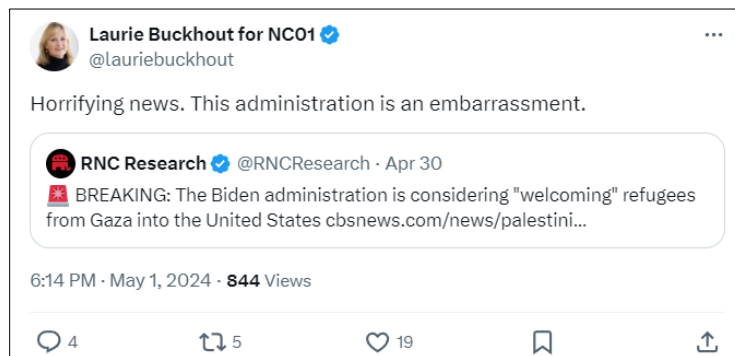 Laurie Buckhout for NC01
@lauriebuckhout
Horrifying news. This administration is an embarrassment.
RNC Research @RNCResearch · Apr 30
🚨 BREAKING: The Biden administration is considering "welcoming" refugees
from Gaza into the United States cbsnews.com/news/palestini...
6:14 PM · May 1, 2024 · 844 Views
4 5 19